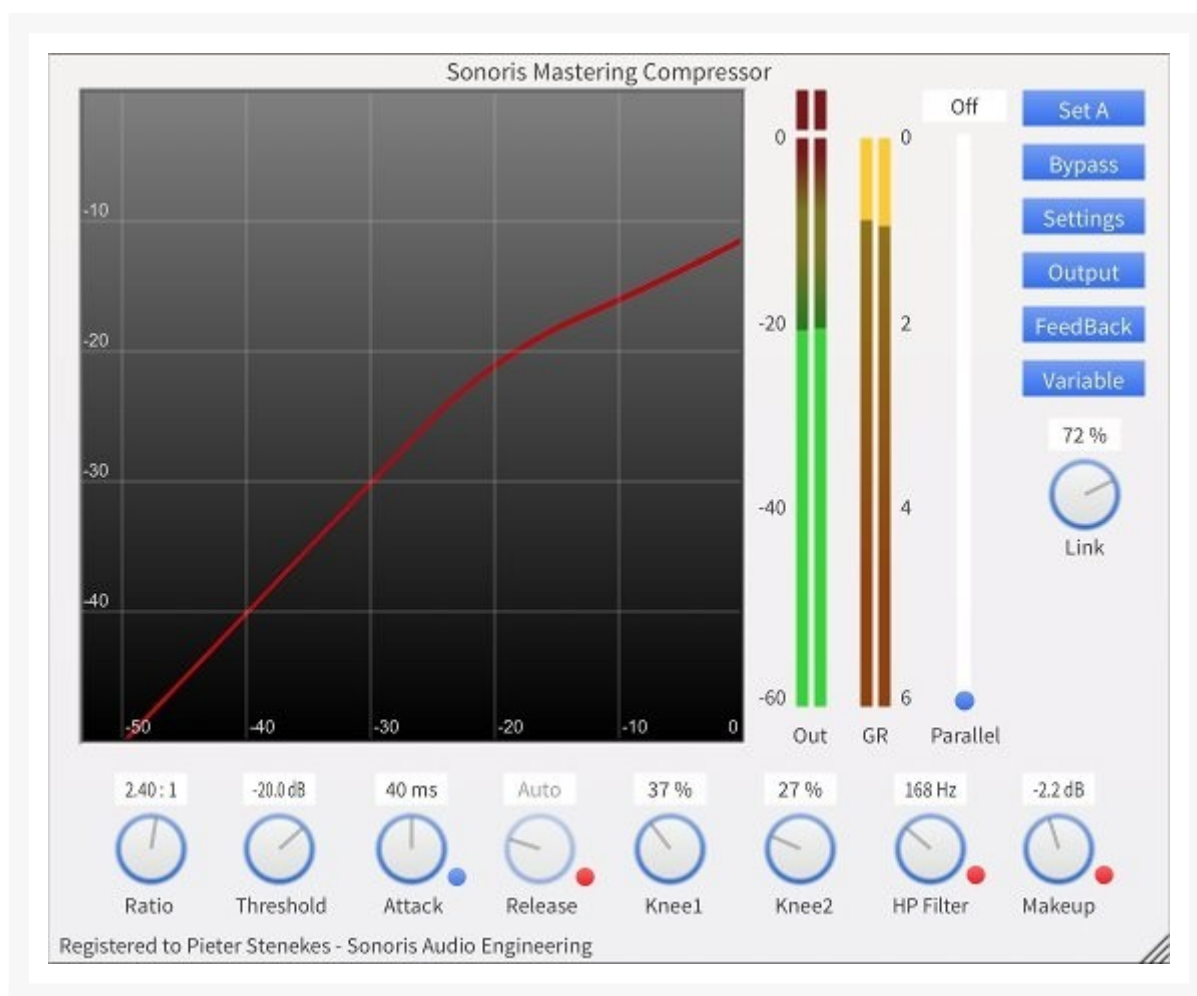 Sonoris Mastering Compressor
Off
Set A
0
0
Bypass
-10
Settings
Output
-20
2
FeedBack
-20
Variable
72 %
-30
-40
4
Link
-40
-60
6
-50
-40
-30
-20
-10
0
Out
GR
Parallel
2.40 : 1
-20.0 dB
40 ms
Auto
37 %
27 %
168 Hz
-2.2 dB
Ratio
Threshold
Attack
Release
Knee1
Knee2
HP Filter
Makeup
Registered to Pieter Stenekes - Sonoris Audio Engineering